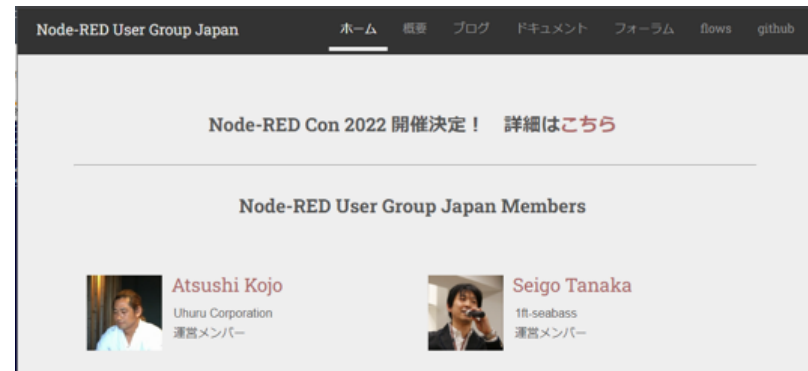 Node-RED User Group Japan ホーム 概要 ブログ ドキュメント フォーラム flows github
Node-RED Con 2022 開催決定！ 詳細はこちら
Node-RED User Group Japan Members
Atsushi Kojo
Uhuru Corporation
運営メンバー
Seigo Tanaka
1ft-seabass
運営メンバー